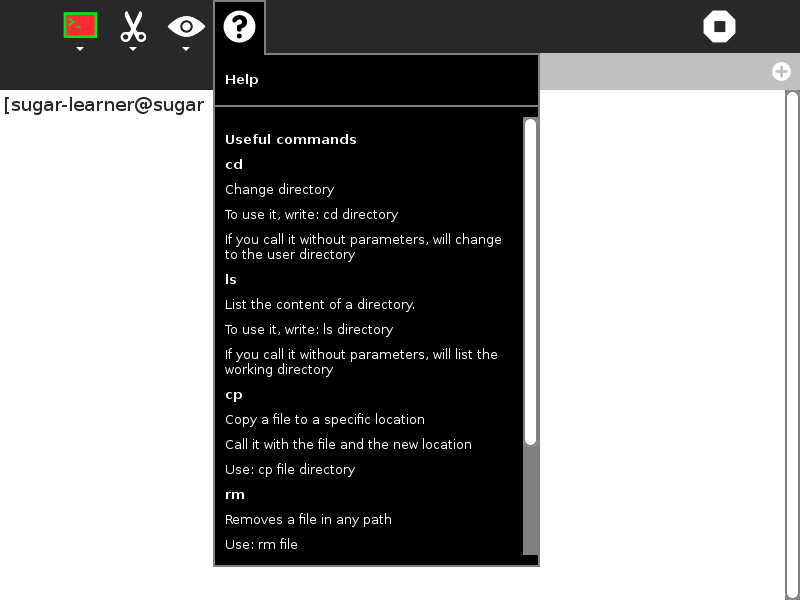 Help
[sugar-learner@sugar
Useful commands
cd
Change directory
To use it, write: cd directory
If you call it without parameters, will change
to the user directory
ls
List the content of a directory.
To use it, write: ls directory
If you call it without parameters, will list the
working directory
cp
Copy a file to a specific location
Call it with the file and the new location
Use: cp file directory
rm
Removes a file in any path
Use: rm file